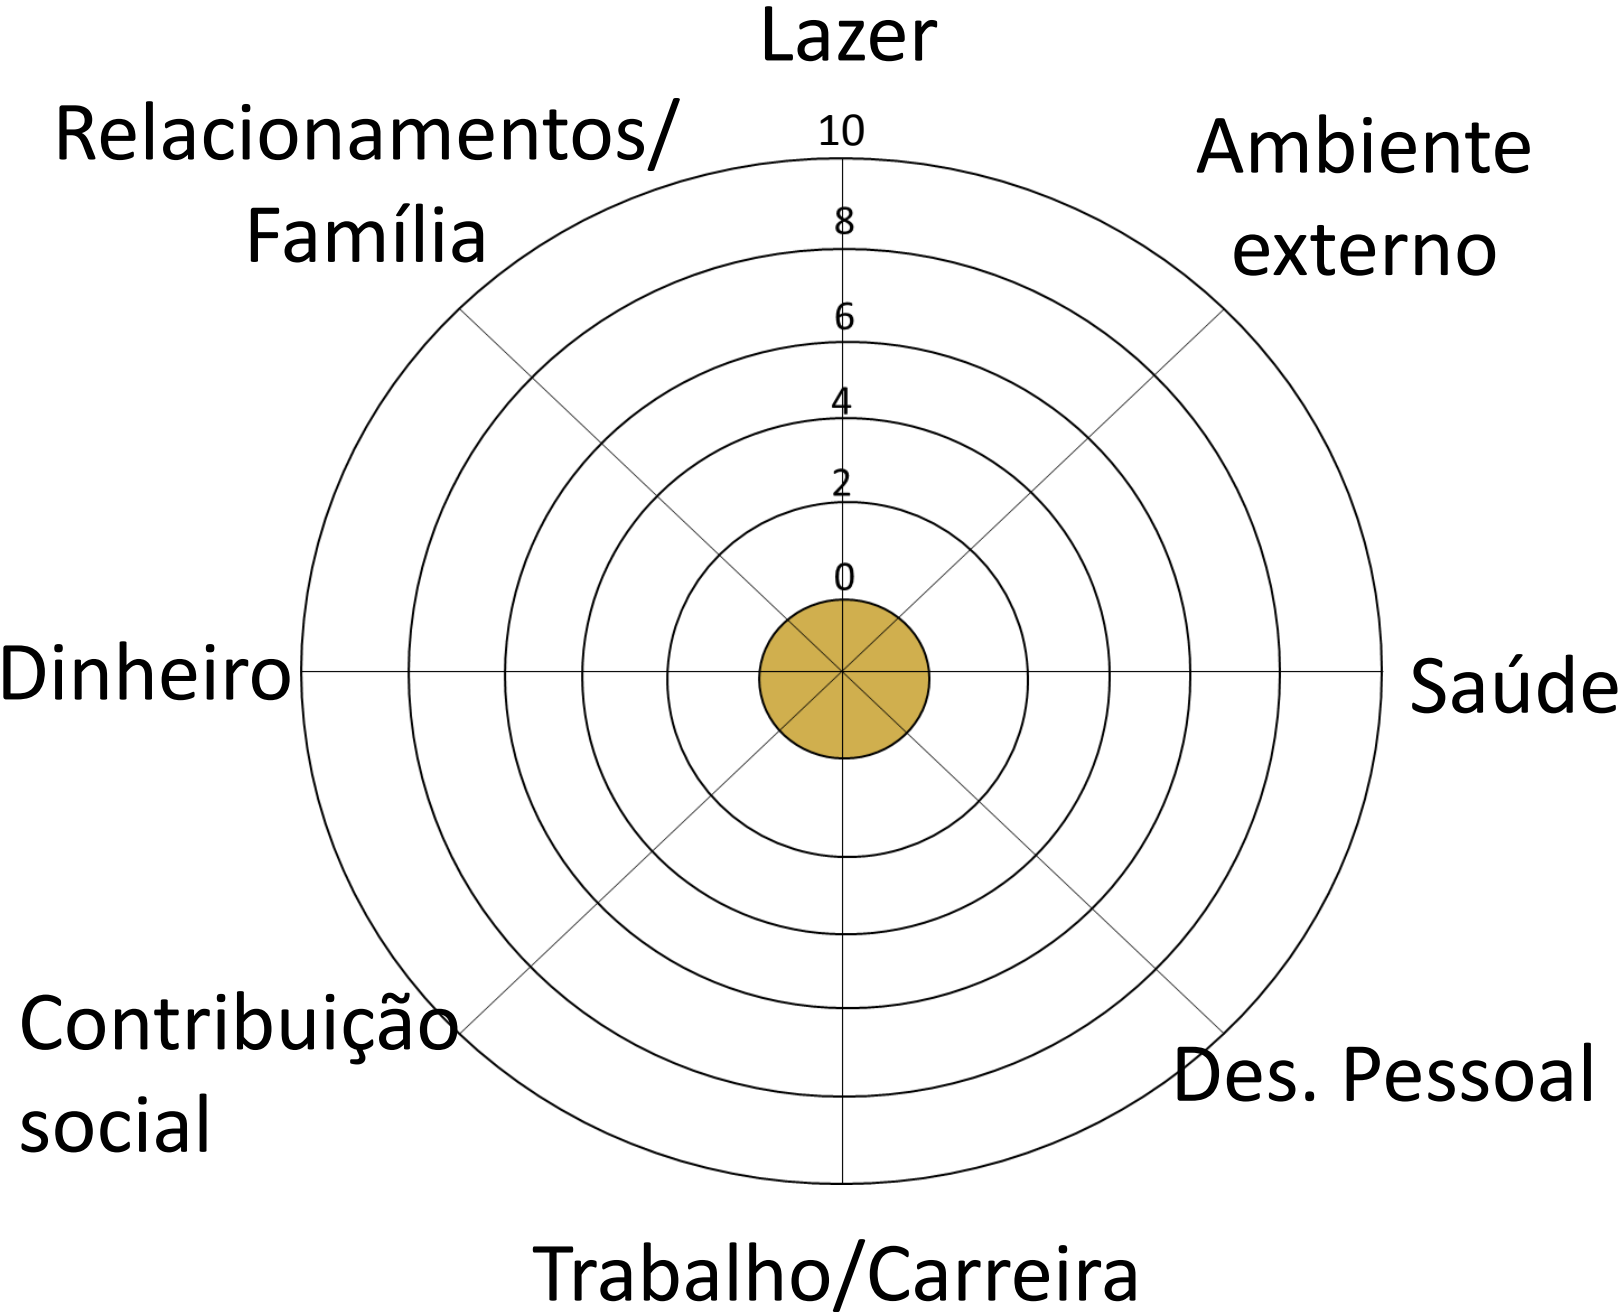 Lazer
Relacionamentos/
Família
10
Ambiente
externo
8
6
4
2
0
Dinheiro
Saúde
Contribuição
social
Des. Pessoal
Trabalho/Carreira